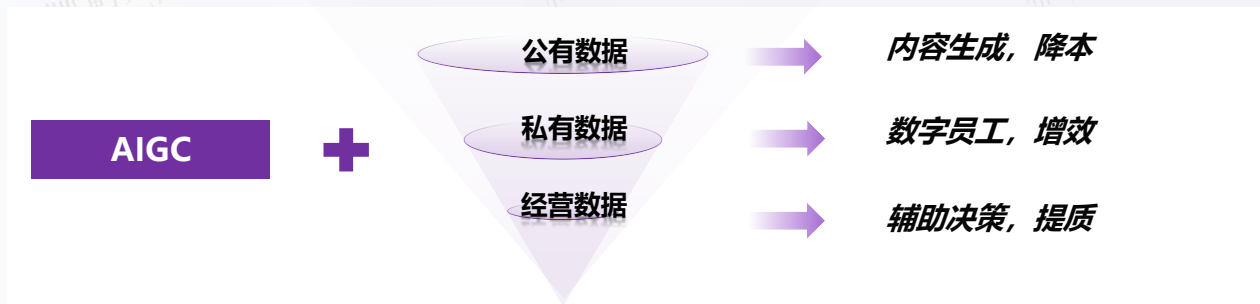 公有数据
内容生成，降本
AIGC
私有数据
数字员工，增效
经营数据
辅助决策，提质